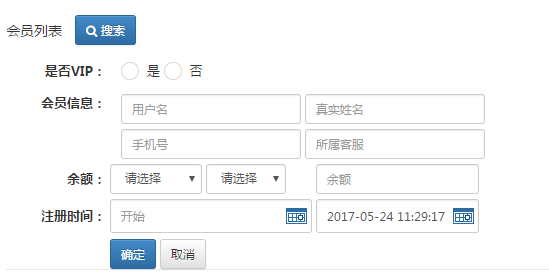 会员列表 搜索
是否VIP： 是 否
会员信息： 用户名 真实姓名
手机号 所属客服
余额： 请选择 请选择 余额
注册时间： 开始 2017-05-24 11:29:17
确定 取消